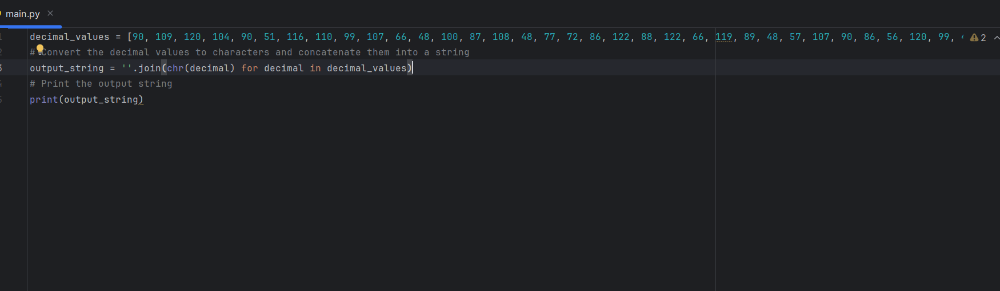 main.py
1 decimal_values = [90, 109, 120, 104, 90, 51, 116, 110, 99, 107, 66, 48, 100, 87, 108, 48, 77, 72, 86, 122, 88, 122, 66, 119, 89, 48, 57, 107, 90, 86, 56, 120, 99, 2
2 # Convert the decimal values to characters and concatenate them into a string
3 output_string = ''.join(chr(decimal) for decimal in decimal_values)
4 # Print the output string
5 print(output_string)